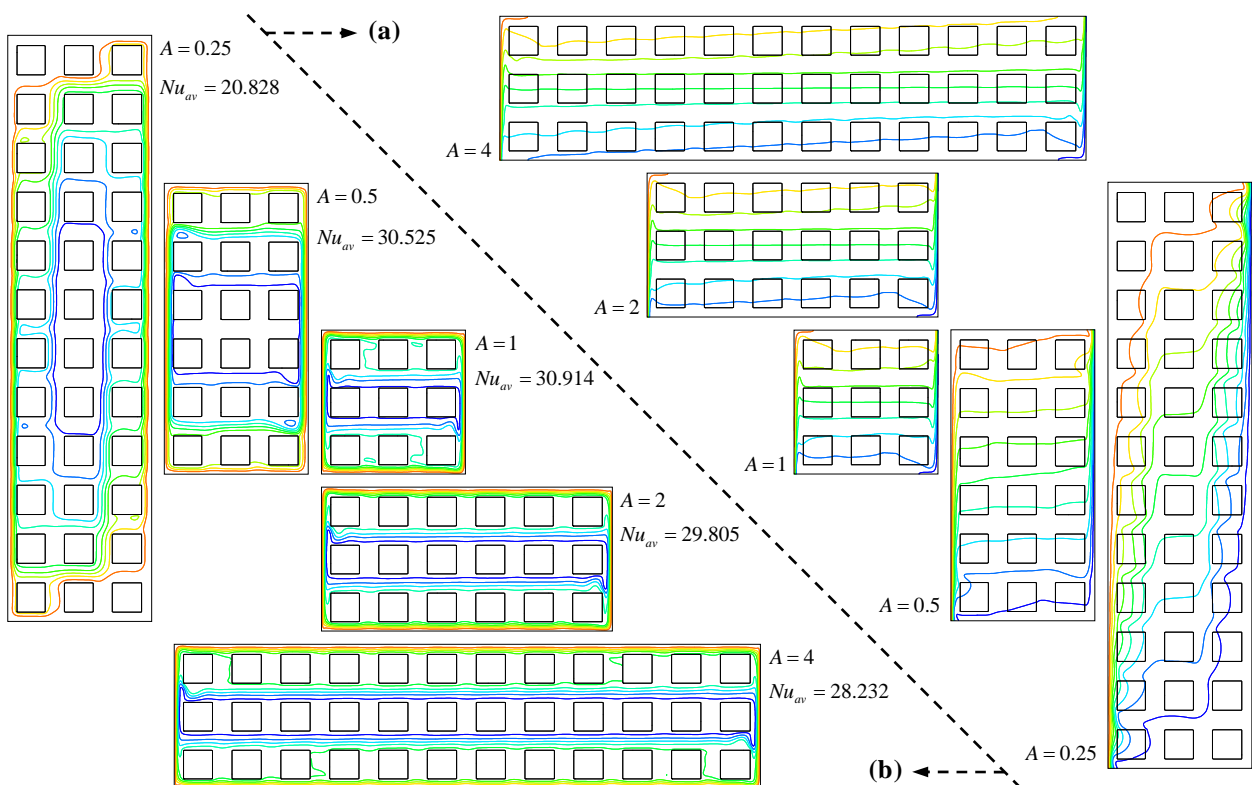 (a)
A = 0.25
Nu_av = 20.828
A = 4
A = 0.5
Nu_av = 30.525
A = 2
A = 1
Nu_av = 30.914
A = 1
A = 2
Nu_av = 29.805
A = 0.5
A = 4
Nu_av = 28.232
A = 0.25
(b)